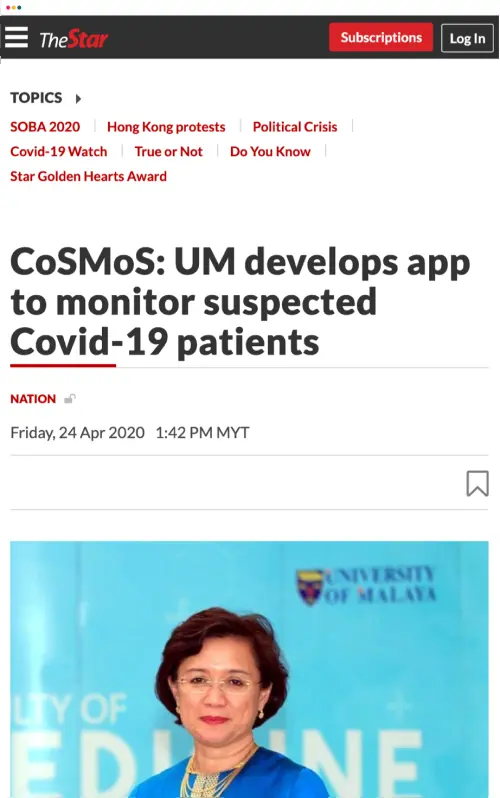 TheStar
Subscriptions
Log In
TOPICS
SOBA 2020
Hong Kong protests
Political Crisis
Covid-19 Watch
True or Not
Do You Know
Star Golden Hearts Award
CoSMoS: UM develops app
to monitor suspected
Covid-19 patients
NATION
Friday, 24 Apr 2020 1:42 PM MYT
UNIVERSITY
OF MALAYA
LTY OF